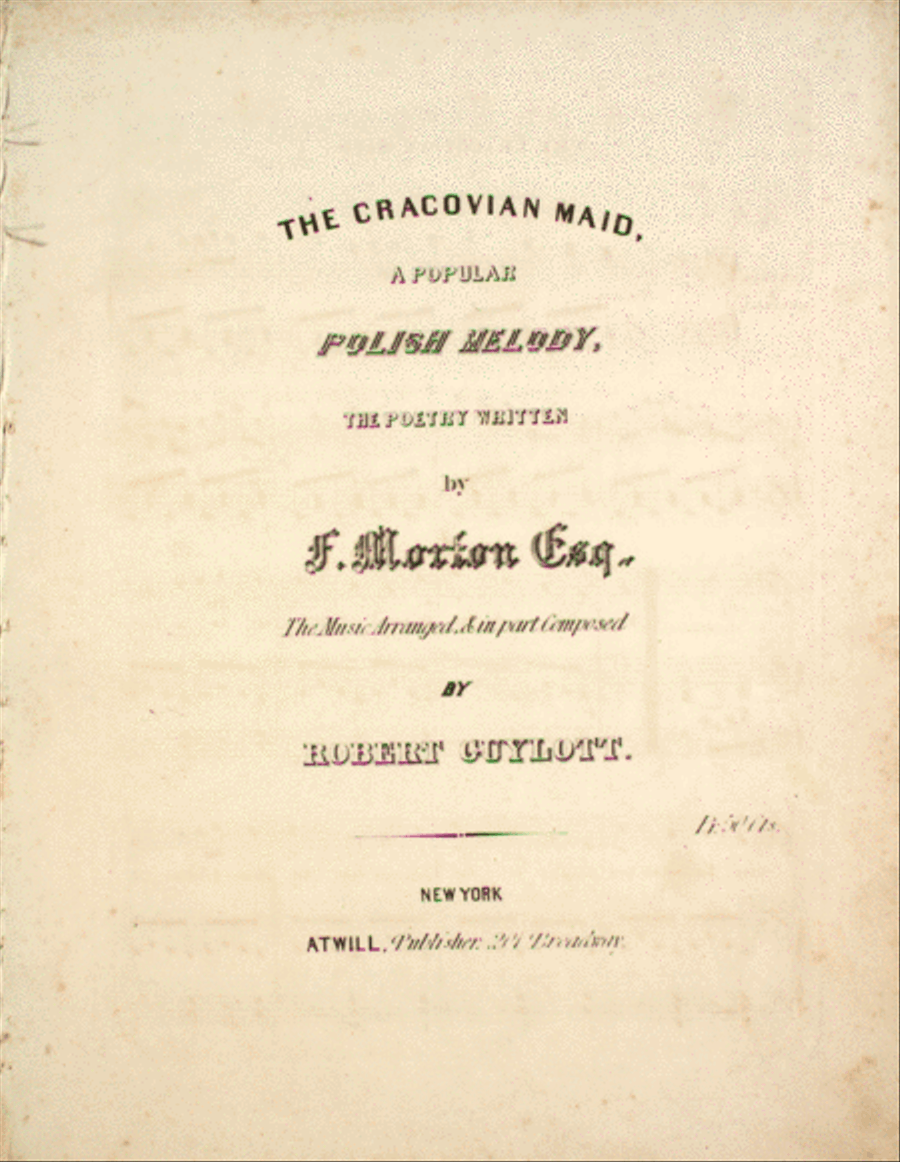 THE CRACOVIAN MAID,
A POPULAR
POLISH MELODY,
THE POETRY WRITTEN
by
F. Morton Esq.
The Music Arranged, & in part Composed
BY
ROBERT GUYLOTT.
NEW YORK
ATWILL, Publisher, Broadway.